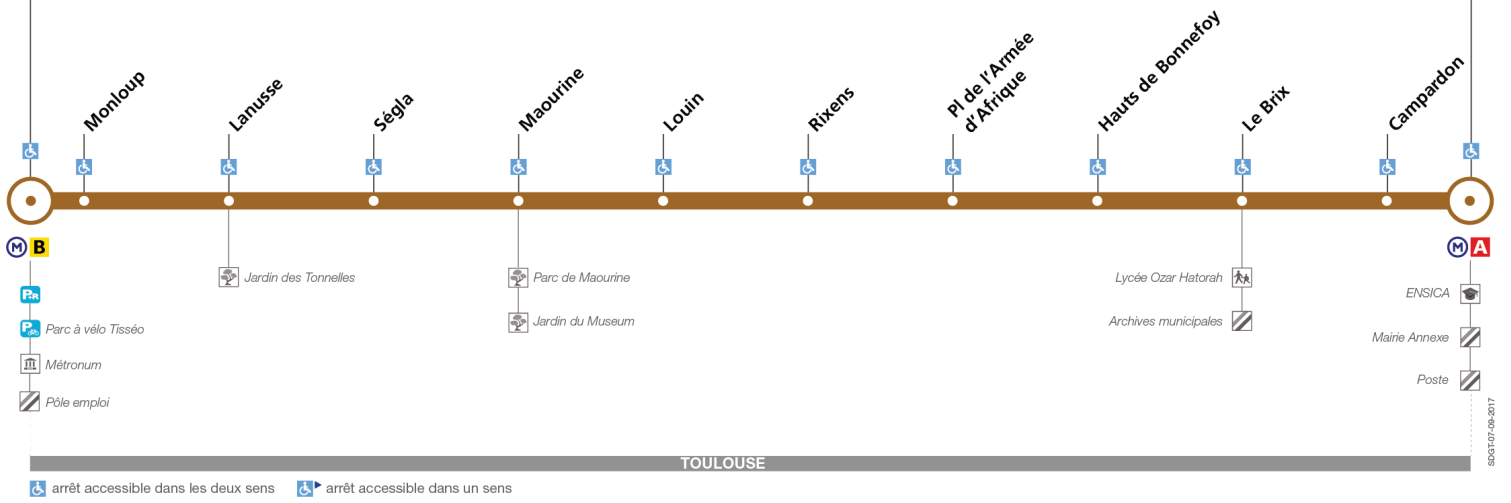 Monloup
Lanusse
Ségla
Maourine
Louin
Rixens
Pl de l'Armée
d'Afrique
Hauts de Bonnefoy
Le Brix
Campardon
M B
M A
P+R
P
Parc à vélo Tisséo
Métronum
Pôle emploi
Jardin des Tonnelles
Parc de Maourine
Jardin du Museum
Lycée Ozar Hatorah
Archives municipales
ENSICA
Mairie Annexe
Poste
SDGT-07-09-2017
TOULOUSE
arrêt accessible dans les deux sens
arrêt accessible dans un sens